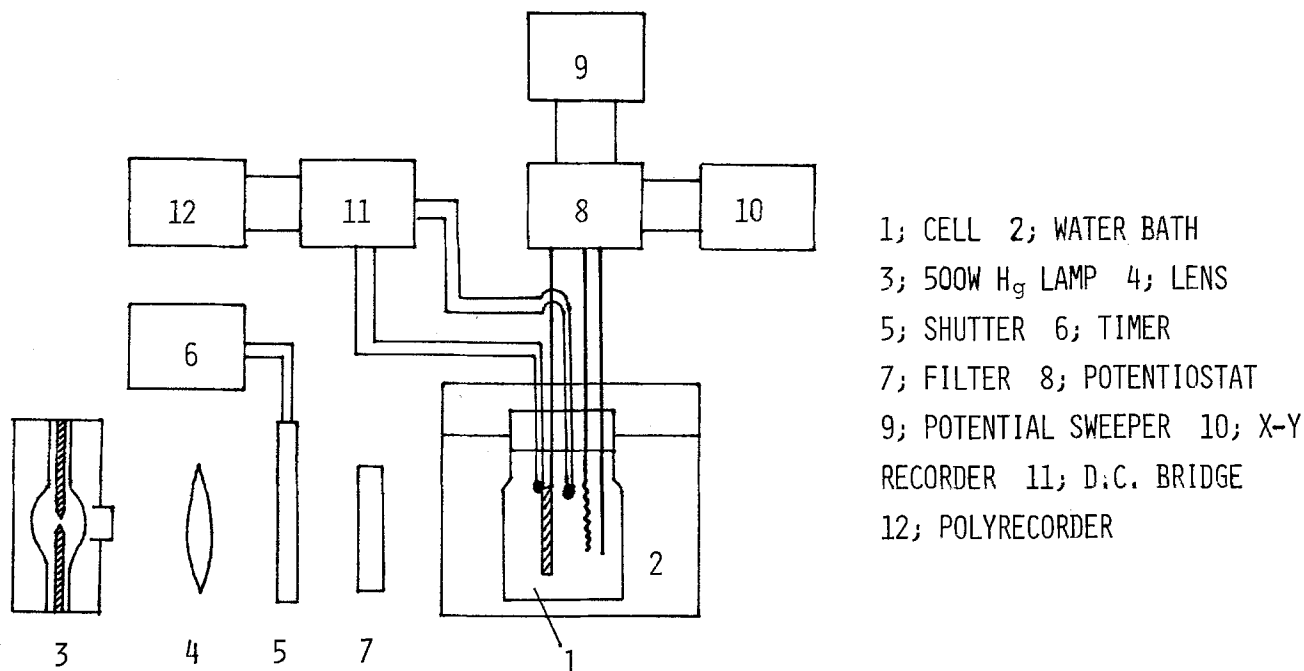 9
12
11
8
10
6
2
3
4
5
7
1
1; CELL 2; WATER BATH
3; 500W Hg LAMP 4; LENS
5; SHUTTER 6; TIMER
7; FILTER 8; POTENTIOSTAT
9; POTENTIAL SWEEPER 10; X-Y
RECORDER 11; D.C. BRIDGE
12; POLYRECORDER